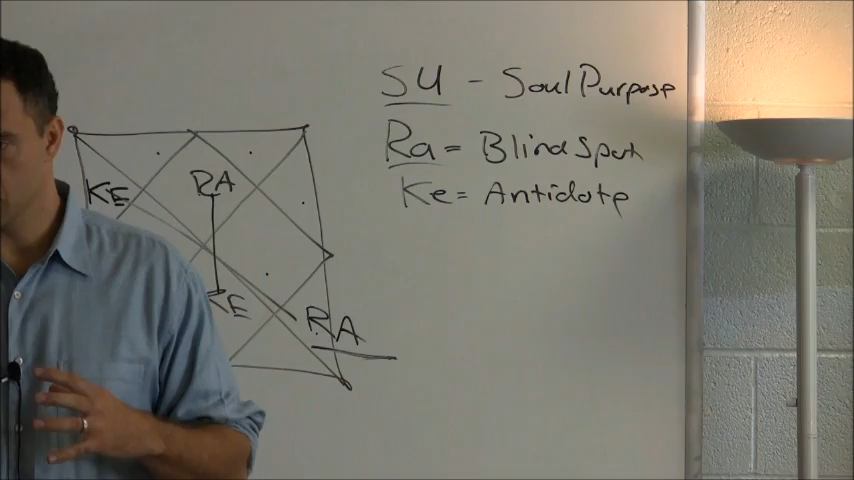 SU - Soul Purpose
Ra = Blind Spot
Ke = Antidote
KE
RA
KE
RA